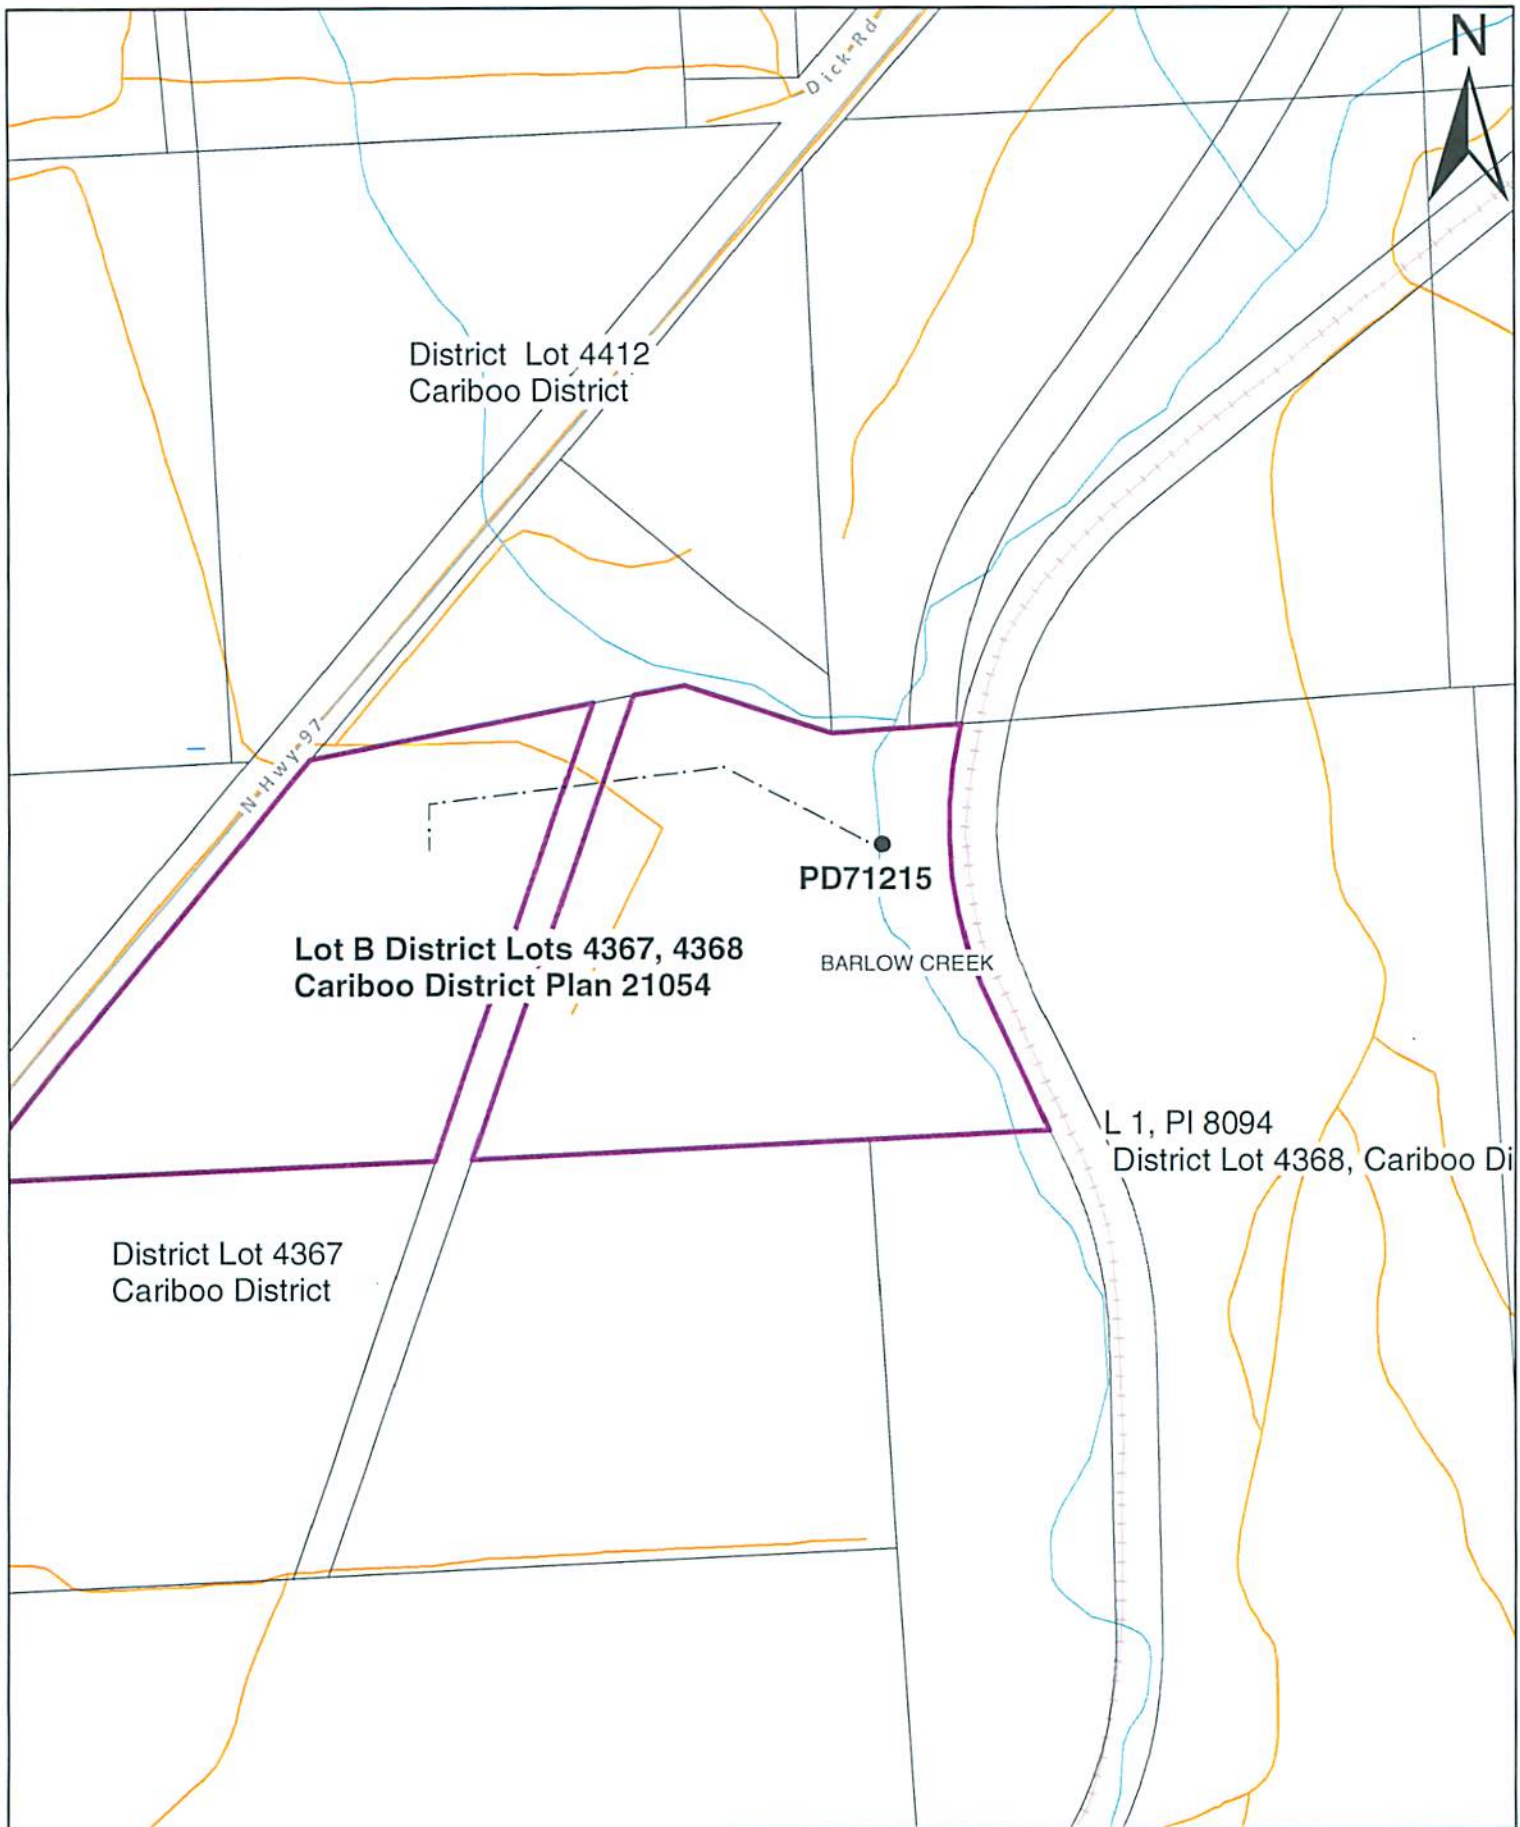 N
Dick-Rd
District Lot 4412
Cariboo District
N-Hwy-97
PD71215
Lot B District Lots 4367, 4368
Cariboo District Plan 21054
BARLOW CREEK
L 1, Pl 8094
District Lot 4368, Cariboo Di
District Lot 4367
Cariboo District